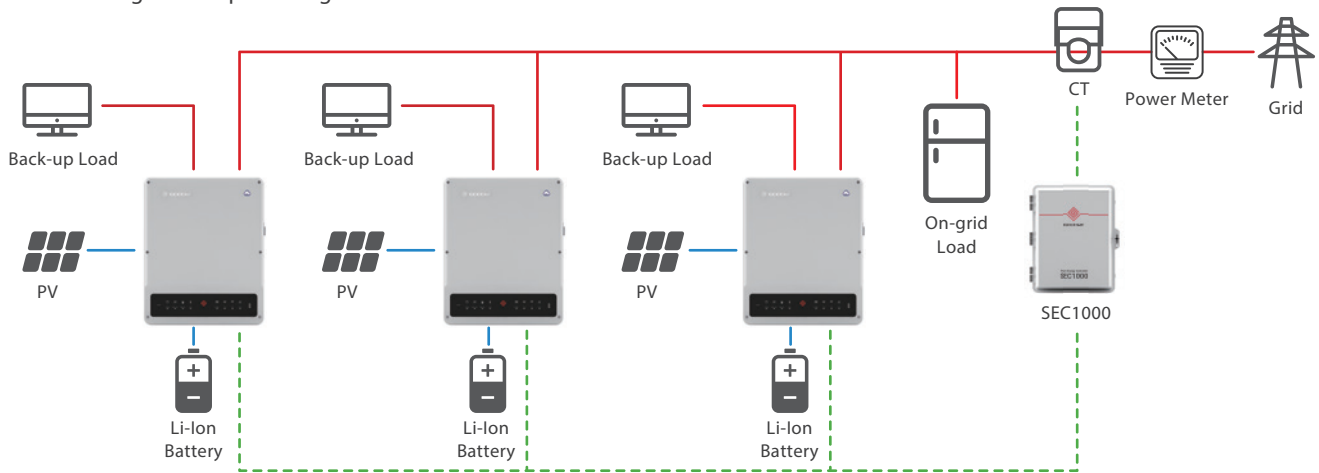 CT
Power Meter
Grid
Back-up Load
Back-up Load
Back-up Load
On-grid
Load
PV
PV
PV
SEC1000
SEC1000
Li-Ion
Battery
Li-Ion
Battery
Li-Ion
Battery